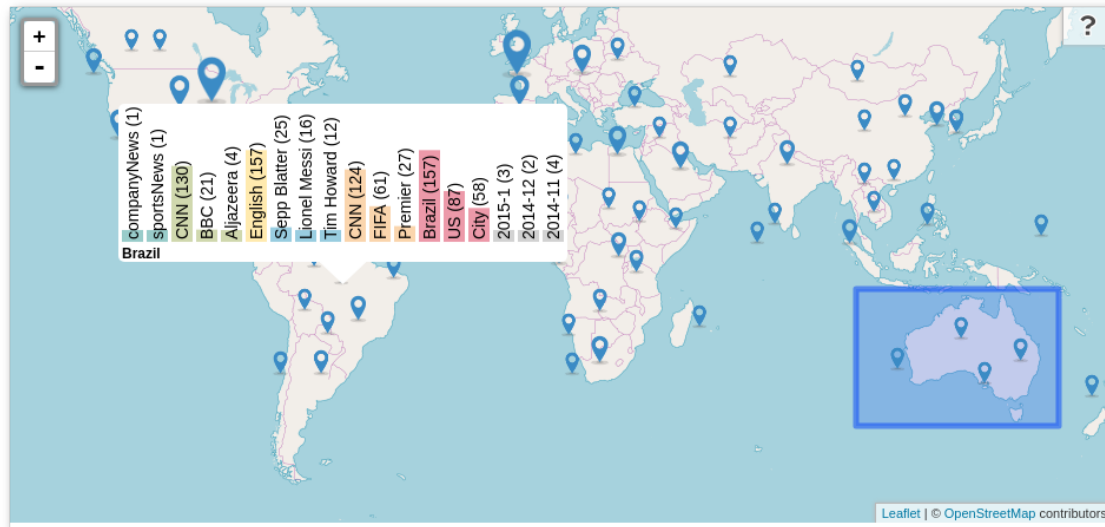 +
-
?
companyNews (1)
sportsNews (1)
CNN (130)
BBC (21)
Aljazeera (4)
English (157)
Sepp Blatter (25)
Lionel Messi (16)
Tim Howard (12)
CNN (124)
FIFA (61)
Premier (27)
Brazil (157)
US (87)
City (58)
2015-1 (3)
2014-12 (2)
2014-11 (4)
Brazil
Leaflet | © OpenStreetMap contributors